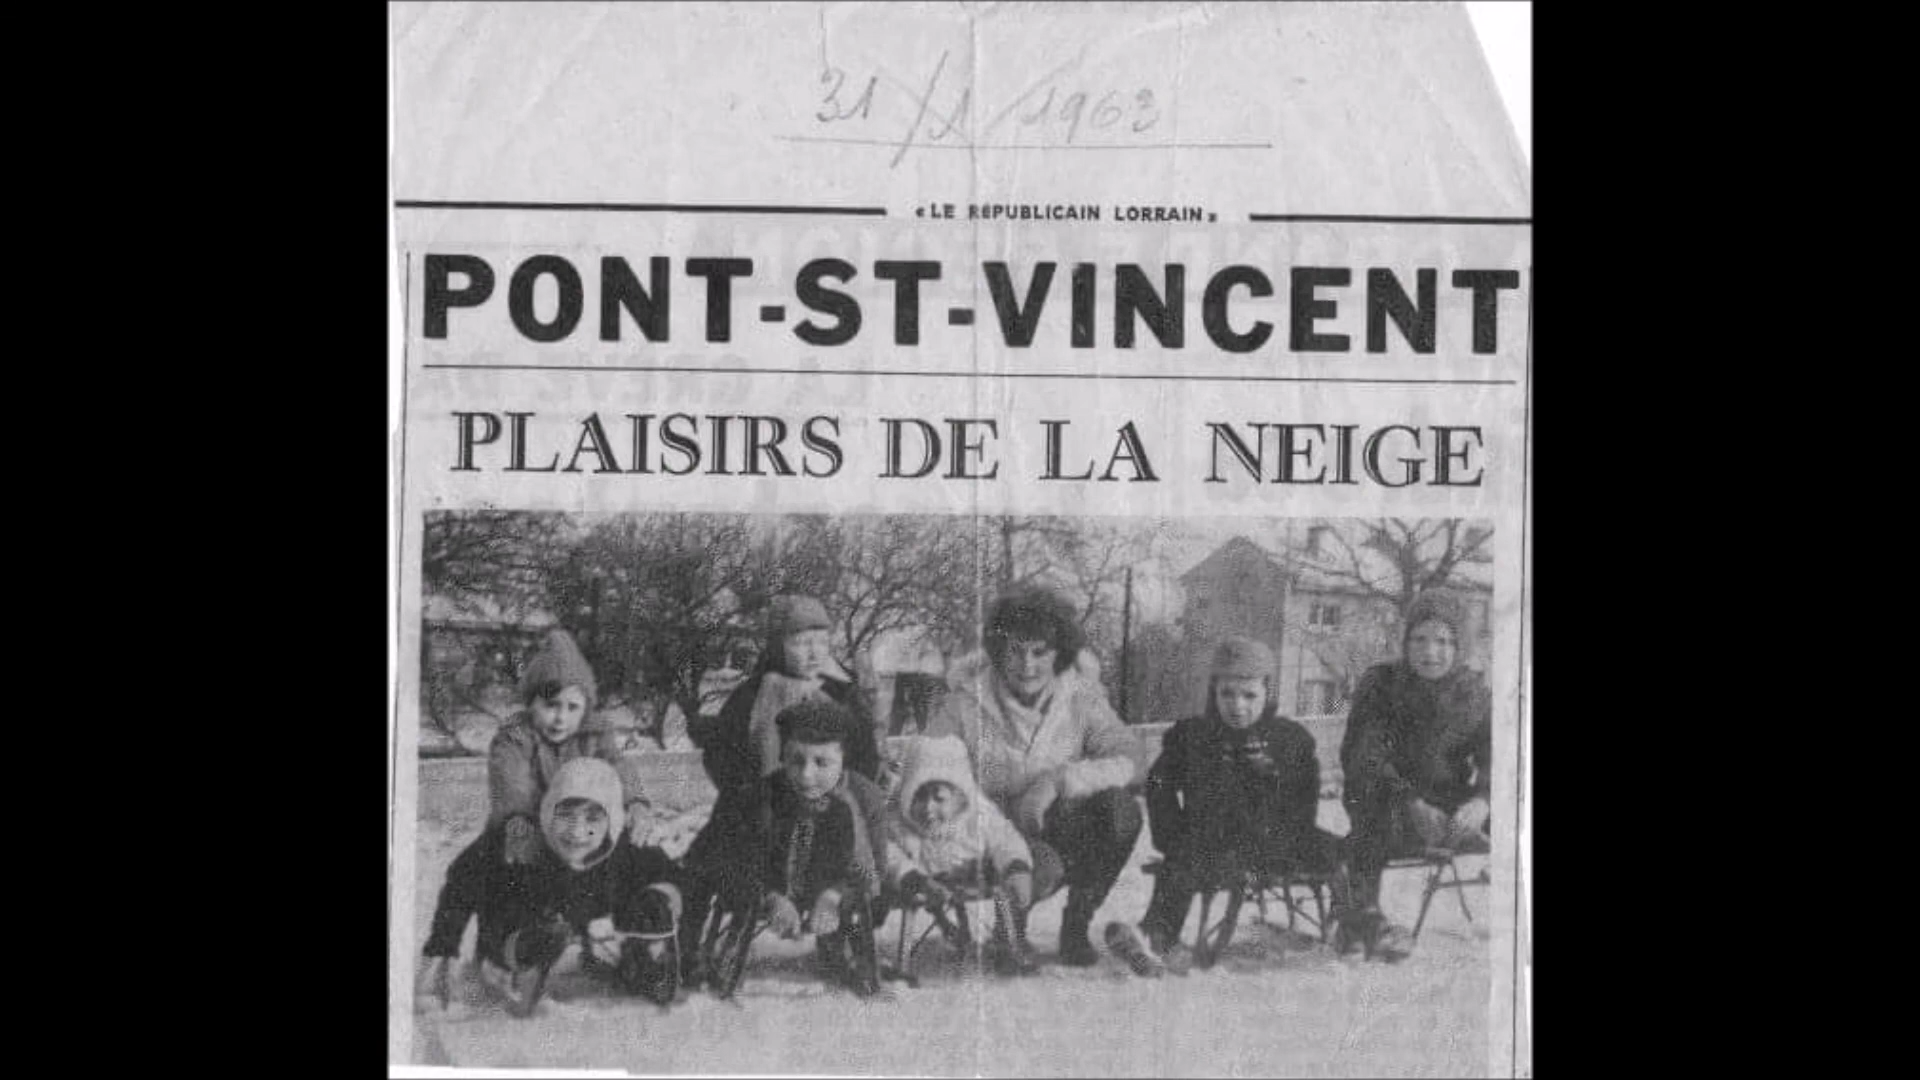 31/1/1963
«LE RÉPUBLICAIN LORRAIN»
PONT-ST-VINCENT
PLAISIRS DE LA NEIGE